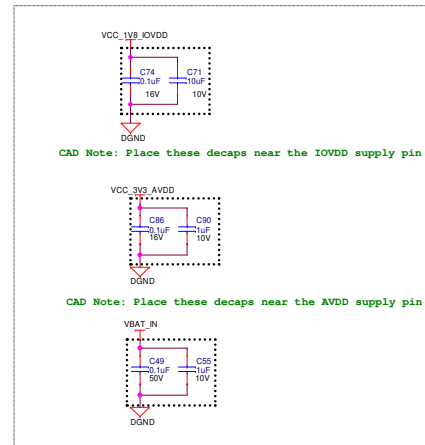 VCC_1V8_IOVDD
C74 C71
0.1uF 10uF
16V 10V
DGND
CAD Note: Place these decaps near the IOVDD supply pin
VCC_3V3_AVDD
C86 C90
0.1uF 1uF
16V 10V
DGND
CAD Note: Place these decaps near the AVDD supply pin
VBAT_IN
C49 C55
0.1uF 1uF
50V 10V
DGND